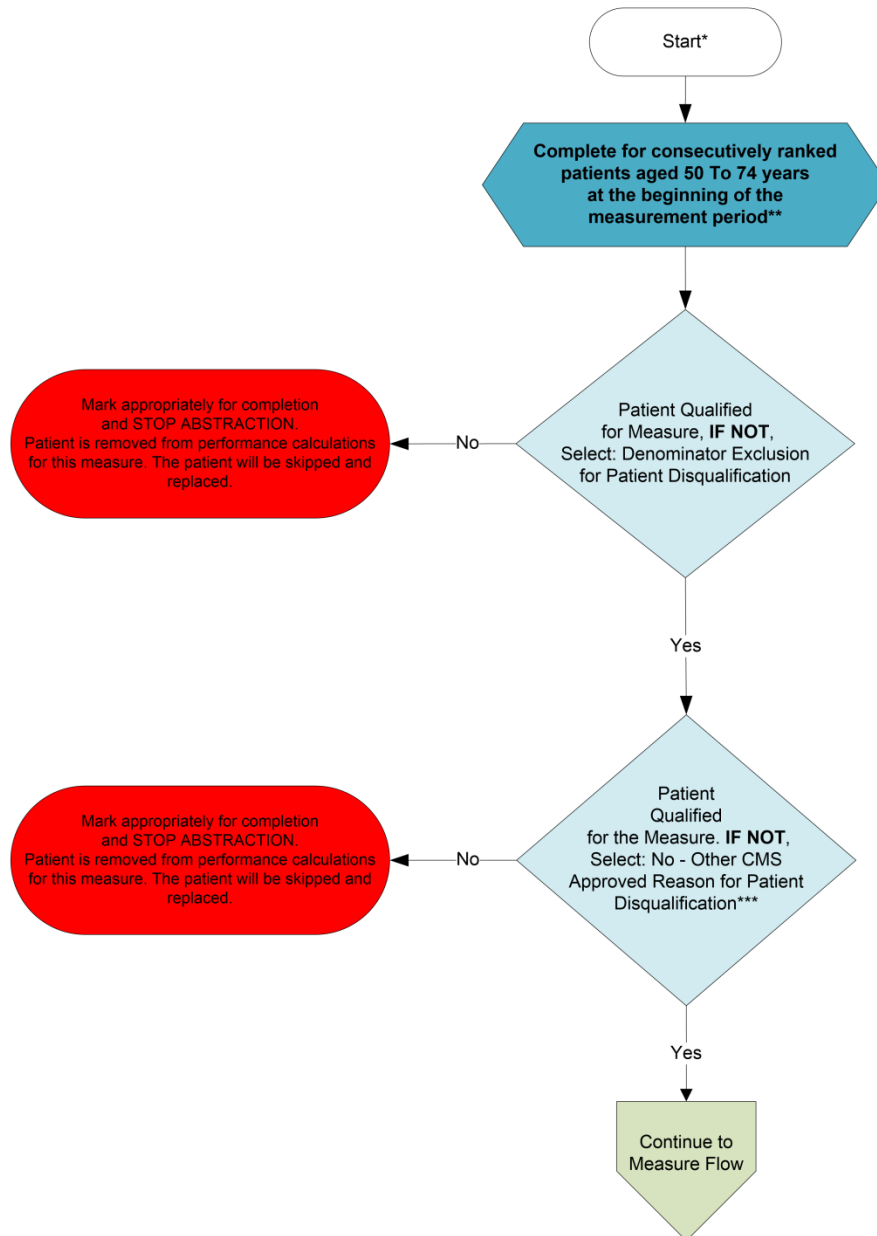 Start*
Complete for consecutively ranked
patients aged 50 To 74 years
at the beginning of the
measurement period**
Patient Qualified
for Measure, IF NOT,
Select: Denominator Exclusion
for Patient Disqualification
No
Mark appropriately for completion
and STOP ABSTRACTION.
Patient is removed from performance calculations
for this measure. The patient will be skipped and
replaced.
Yes
Patient
Qualified
for the Measure. IF NOT,
Select: No - Other CMS
Approved Reason for Patient
Disqualification***
No
Mark appropriately for completion
and STOP ABSTRACTION.
Patient is removed from performance calculations
for this measure. The patient will be skipped and
replaced.
Yes
Continue to
Measure Flow